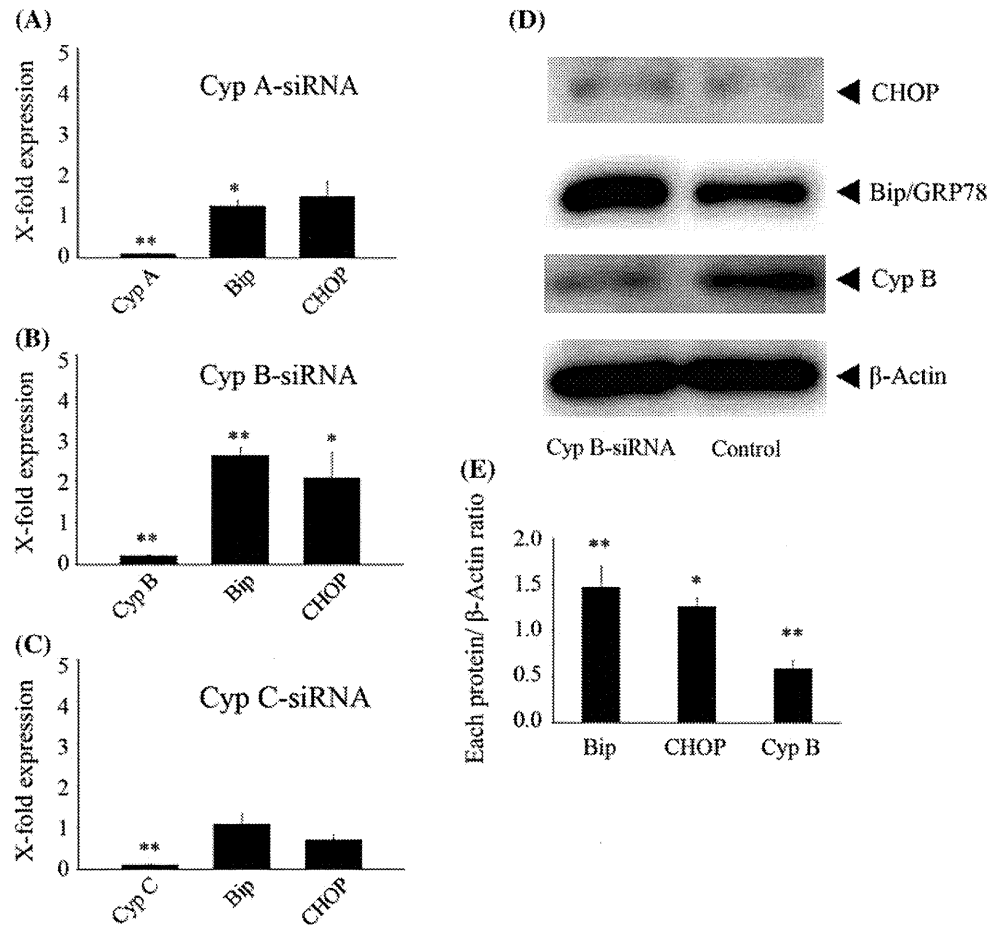 (A)
Cyp A-siRNA
X-fold expression
5
4
3
2
1
0
**
*
Cyp A
Bip
CHOP
(B)
Cyp B-siRNA
X-fold expression
5
4
3
2
1
0
**
**
*
Cyp B
Bip
CHOP
(C)
Cyp C-siRNA
X-fold expression
5
4
3
2
1
0
**
Cyp C
Bip
CHOP
(D)
CHOP
Bip/GRP78
Cyp B
β-Actin
Cyp B-siRNA Control
(E)
Each protein/ β-Actin ratio
2.0
1.5
1.0
0.5
0.0
**
*
**
Bip CHOP Cyp B